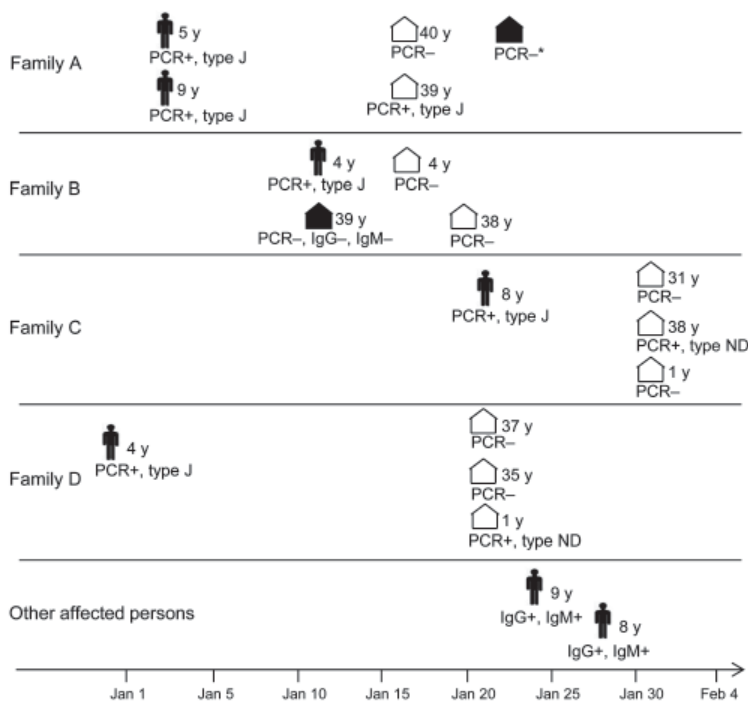 Family A
5 y
PCR+, type J
9 y
PCR+, type J
40 y
PCR–
39 y
PCR+, type J
PCR–*
Family B
4 y
PCR+, type J
39 y
PCR–, IgG–, IgM–
4 y
PCR–
38 y
PCR–
Family C
8 y
PCR+, type J
31 y
PCR–
38 y
PCR+, type ND
1 y
PCR–
Family D
4 y
PCR+, type J
37 y
PCR–
35 y
PCR–
1 y
PCR+, type ND
Other affected persons
9 y
IgG+, IgM+
8 y
IgG+, IgM+
Jan 1 Jan 5 Jan 10 Jan 15 Jan 20 Jan 25 Jan 30 Feb 4